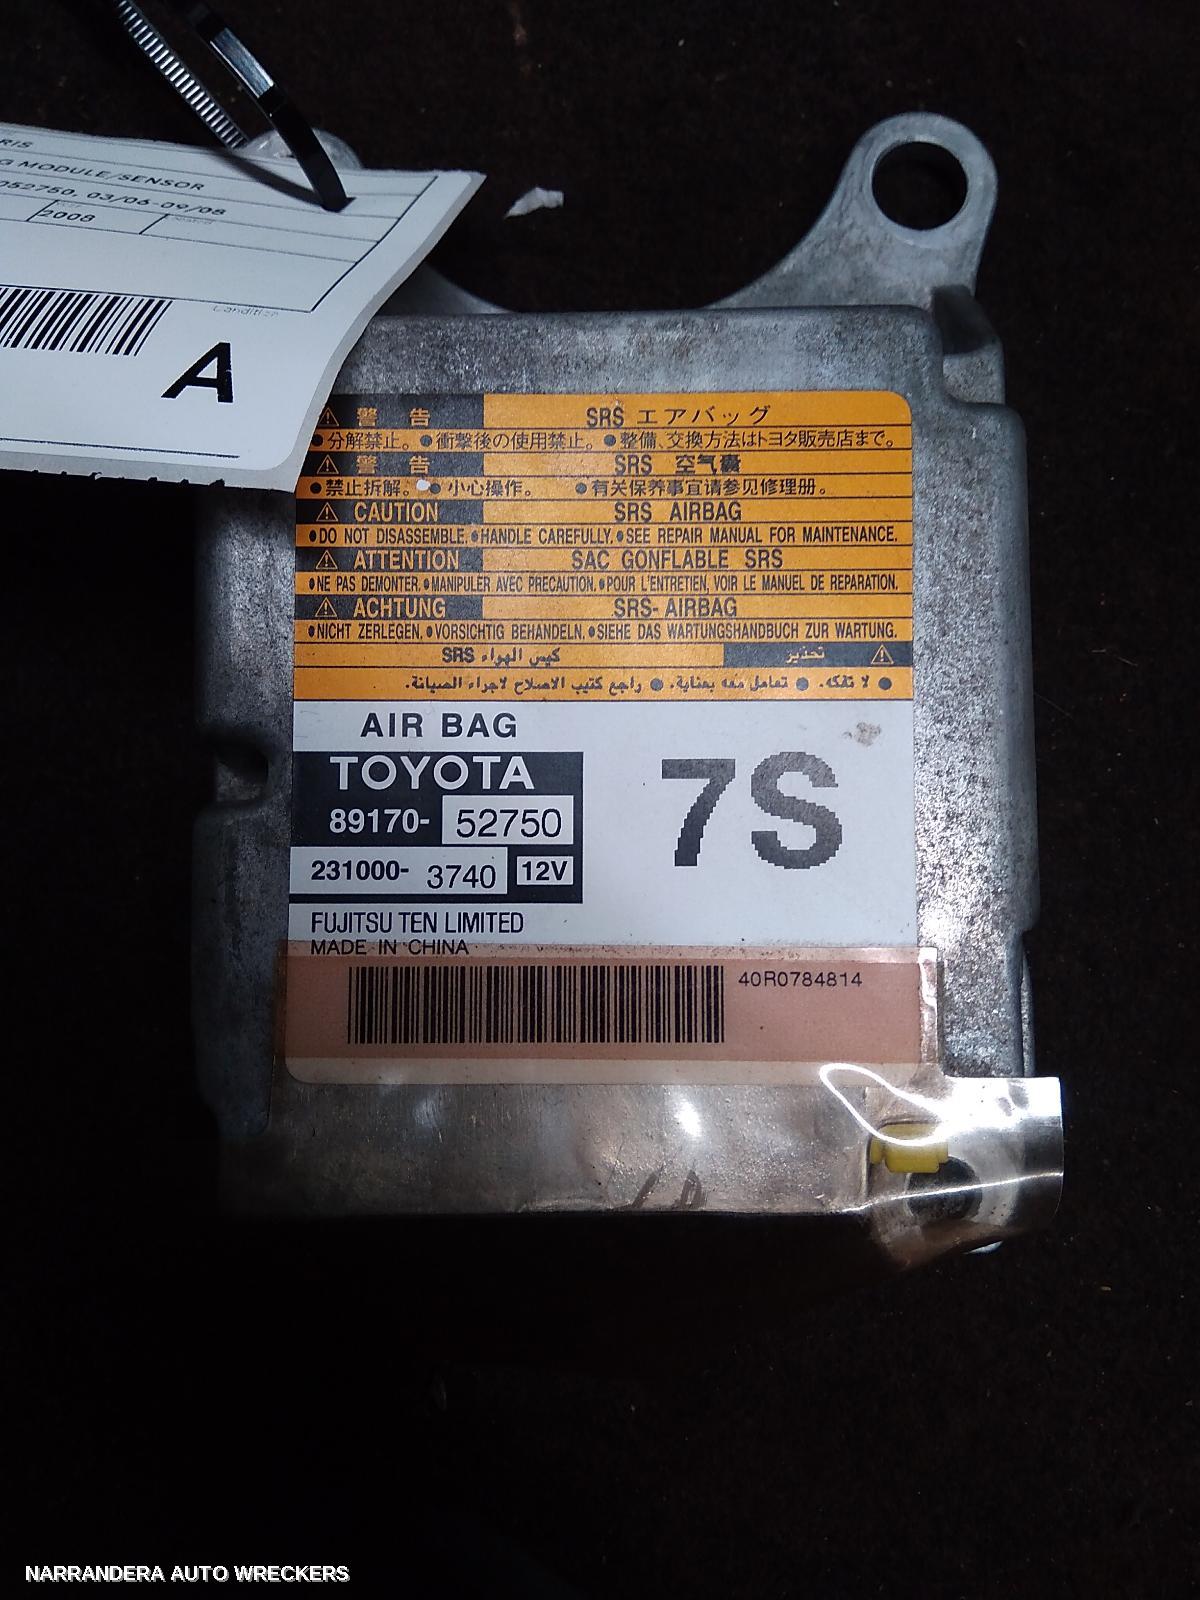 RIS
G MODULE/SENSOR
052750, 03/06-09/08
2008
Condition
A
警告 SRS エアバッグ
●分解禁止。●衝撃後の使用禁止。●整備、交換方法はトヨタ販売店まで。
警告 SRS 空气囊
●禁止拆解。●小心操作。●有关保养事宜请参见修理册。
CAUTION SRS AIRBAG
●DO NOT DISASSEMBLE.●HANDLE CAREFULLY.●SEE REPAIR MANUAL FOR MAINTENANCE.
ATTENTION SAC GONFLABLE SRS
●NE PAS DEMONTER.●MANIPULER AVEC PRECAUTION.●POUR L'ENTRETIEN, VOIR LE MANUEL DE REPARATION.
ACHTUNG SRS-AIRBAG
●NICHT ZERLEGEN.●VORSICHTIG BEHANDELN.●SIEHE DAS WARTUNGSHANDBUCH ZUR WARTUNG.
تحذير كيس الهواء SRS
● لا تفكه. ● تعامل معه بعناية. ● راجع كتيب الاصلاح لاجراء الصيانة.
AIR BAG
TOYOTA
89170- 52750
7S
231000- 3740 12V
FUJITSU TEN LIMITED
MADE IN CHINA
40R0784814
NARRANDERA AUTO WRECKERS